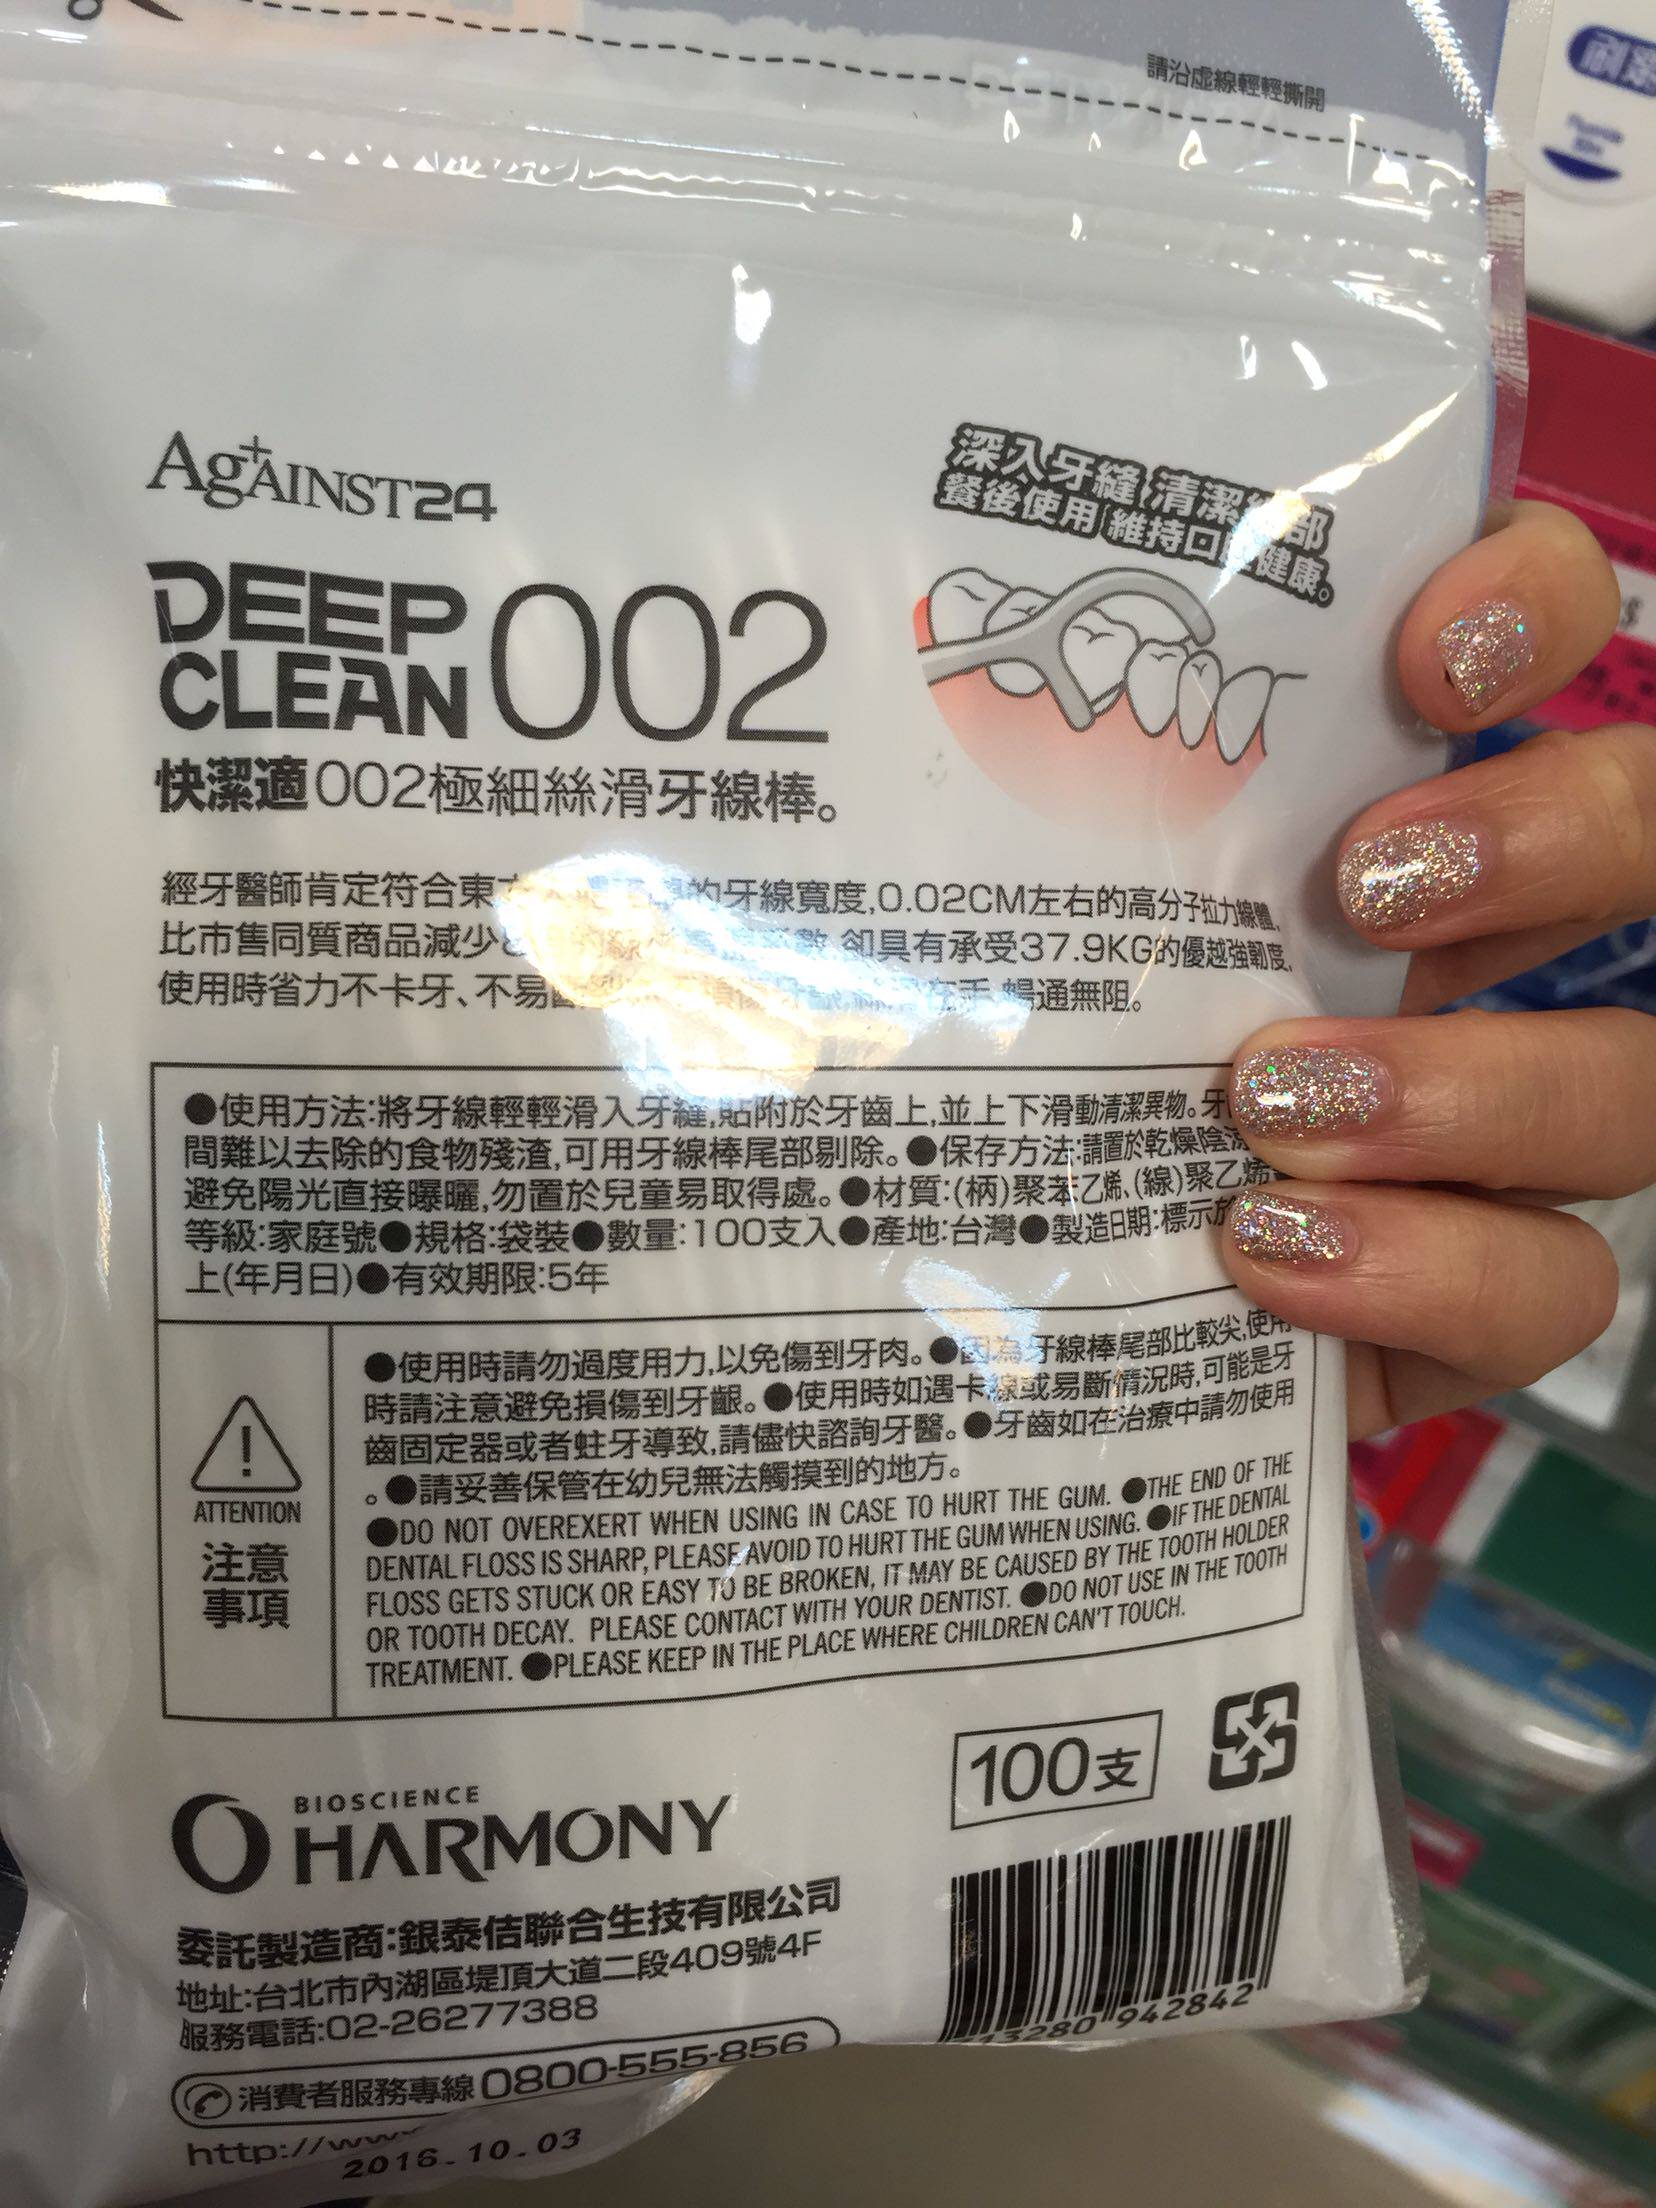 請沿虛線輕輕撕開
Ag+AINST24
深入牙縫 清潔 部
餐後使用 維持口 健康。
DEEP
CLEAN 002
快潔適002極細絲滑牙線棒。
經牙醫師肯定符合東 的牙線寬度,0.02CM左右的高分子拉力線體,
比市售同質商品減少 卻具有承受37.9KG的優越強韌度,
使用時省力不卡牙、不易 在手,暢通無阻。
●使用方法:將牙線輕輕滑入牙縫,貼附於牙齒上,並上下滑動清潔異物。牙
間難以去除的食物殘渣,可用牙線棒尾部剔除。●保存方法:請置於乾燥陰涼
避免陽光直接曝曬,勿置於兒童易取得處。●材質:(柄)聚苯乙烯、(線)聚乙烯
等級:家庭號●規格:袋裝●數量:100支入●產地:台灣●製造日期:標示於
上(年月日)●有效期限:5年
ATTENTION
注意
事項
●使用時請勿過度用力,以免傷到牙肉。●因為牙線棒尾部比較尖,使用
時請注意避免損傷到牙齦。●使用時如遇卡線或易斷情況時,可能是牙
齒固定器或者蛀牙導致,請儘快諮詢牙醫。●牙齒如在治療中請勿使用
。●請妥善保管在幼兒無法觸摸到的地方。
●DO NOT OVEREXERT WHEN USING IN CASE TO HURT THE GUM. ●THE END OF THE
DENTAL FLOSS IS SHARP, PLEASE AVOID TO HURT THE GUM WHEN USING. ●IF THE DENTAL
FLOSS GETS STUCK OR EASY TO BE BROKEN, IT MAY BE CAUSED BY THE TOOTH HOLDER
OR TOOTH DECAY. PLEASE CONTACT WITH YOUR DENTIST. ●DO NOT USE IN THE TOOTH
TREATMENT. ●PLEASE KEEP IN THE PLACE WHERE CHILDREN CAN'T TOUCH.
100支
BIOSCIENCE
HARMONY
委託製造商:銀泰佶聯合生技有限公司
地址:台北市內湖區堤頂大道二段409號4F
服務電話:02-26277388
消費者服務專線0800-555-856
http://www
2016.10.03
13280 942842